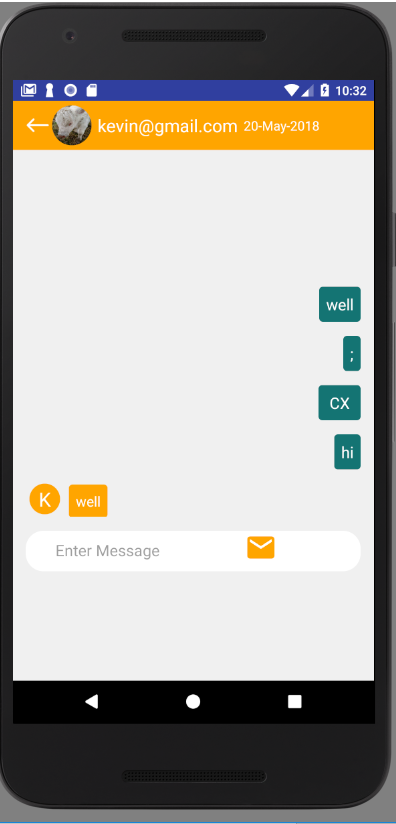 10:32
kevin@gmail.com 20-May-2018
well
;
CX
hi
K well
Enter Message